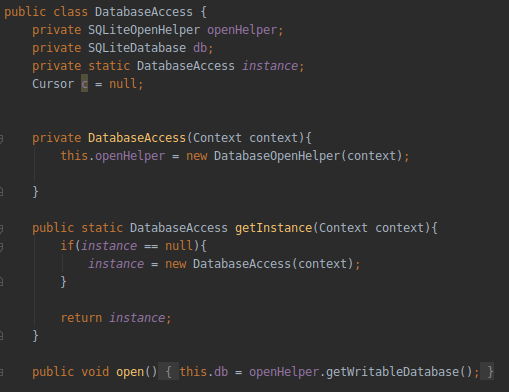 public class DatabaseAccess {
private SQLiteOpenHelper openHelper;
private SQLiteDatabase db;
private static DatabaseAccess instance;
Cursor c = null;
private DatabaseAccess(Context context){
this.openHelper = new DatabaseOpenHelper(context);
}
public static DatabaseAccess getInstance(Context context){
if(instance == null){
instance = new DatabaseAccess(context);
}
return instance;
}
public void open() { this.db = openHelper.getWritableDatabase(); }